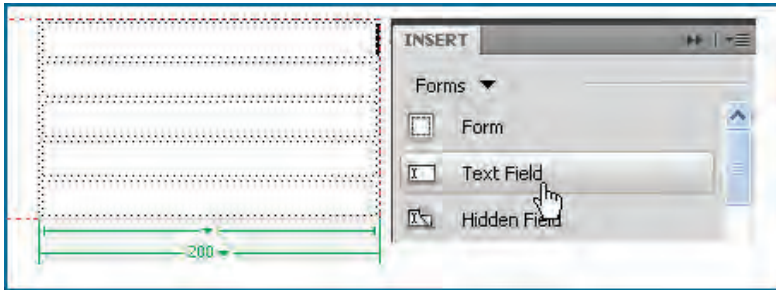 INSERT
Forms
Form
Text Field
Hidden Field
200